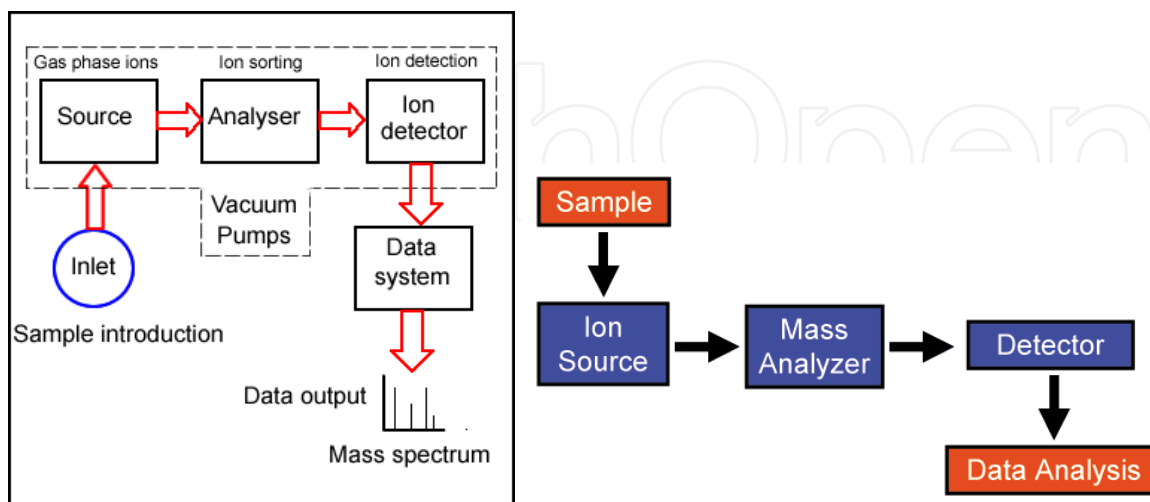 Gas phase ions
Ion sorting
Ion detection
Source
Analyser
Ion
detector
Vacuum
Pumps
Inlet
Sample introduction
Data
system
Data output
Mass spectrum
hOpen
Sample
Ion
Source
Mass
Analyzer
Detector
Data Analysis